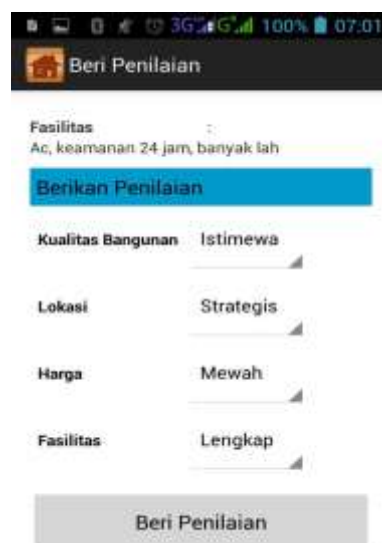 3G G 100% 07:01
Beri Penilaian
Fasilitas :
Ac, keamanan 24 jam, banyak lah
Berikan Penilaian
Kualitas Bangunan Istimewa
Lokasi Strategis
Harga Mewah
Fasilitas Lengkap
Beri Penilaian